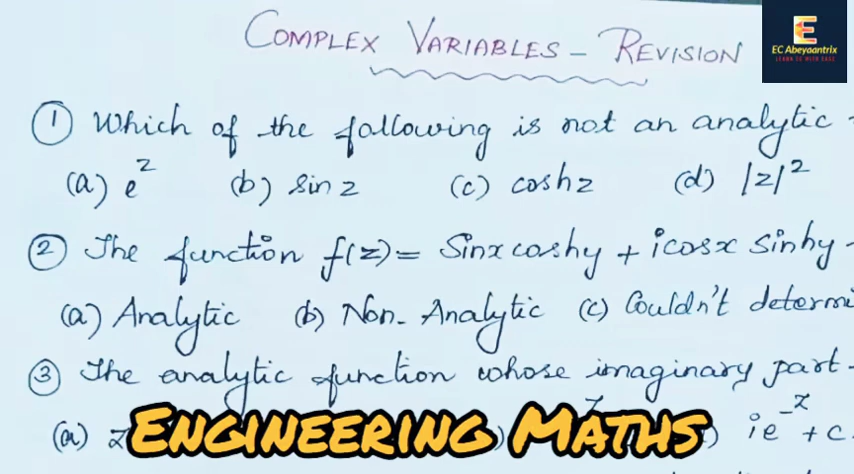 COMPLEX VARIABLES - REVISION
E
EC Abeyaantrix
LEARN EC WITH EASE
① Which of the following is not an analytic
(a) e^z (b) sin z (c) cosh z (d) |z|^2
② The function f(z) = Sinx coshy + i cosx Sinhy
(a) Analytic (b) Non-Analytic (c) Couldn't determi
③ The analytic function whose imaginary part
(a) z ie^-z + c
ENGINEERING MATHS